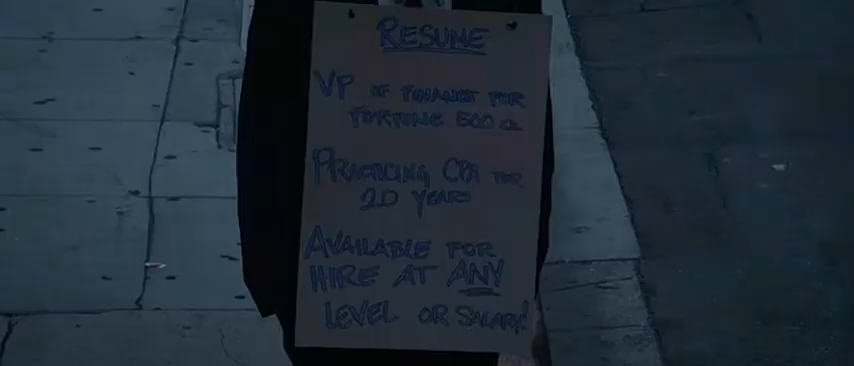 RESUME
VP OF FINANCE FOR
FORTUNE 500 CO.
PRACTICING CPA FOR
20 YEARS
AVAILABLE FOR
HIRE AT ANY
LEVEL OR SALARY!